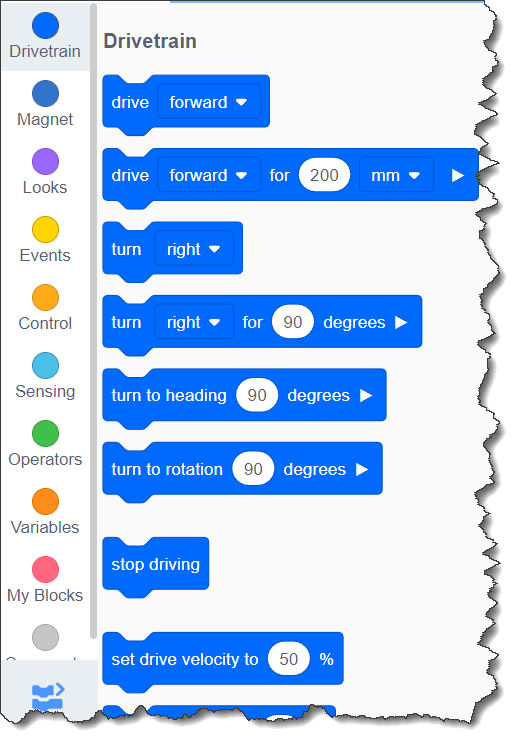 Drivetrain
Magnet
Looks
Events
Control
Sensing
Operators
Variables
My Blocks
Drivetrain
drive forward
drive forward for 200 mm
turn right
turn right for 90 degrees
turn to heading 90 degrees
turn to rotation 90 degrees
stop driving
set drive velocity to 50 %